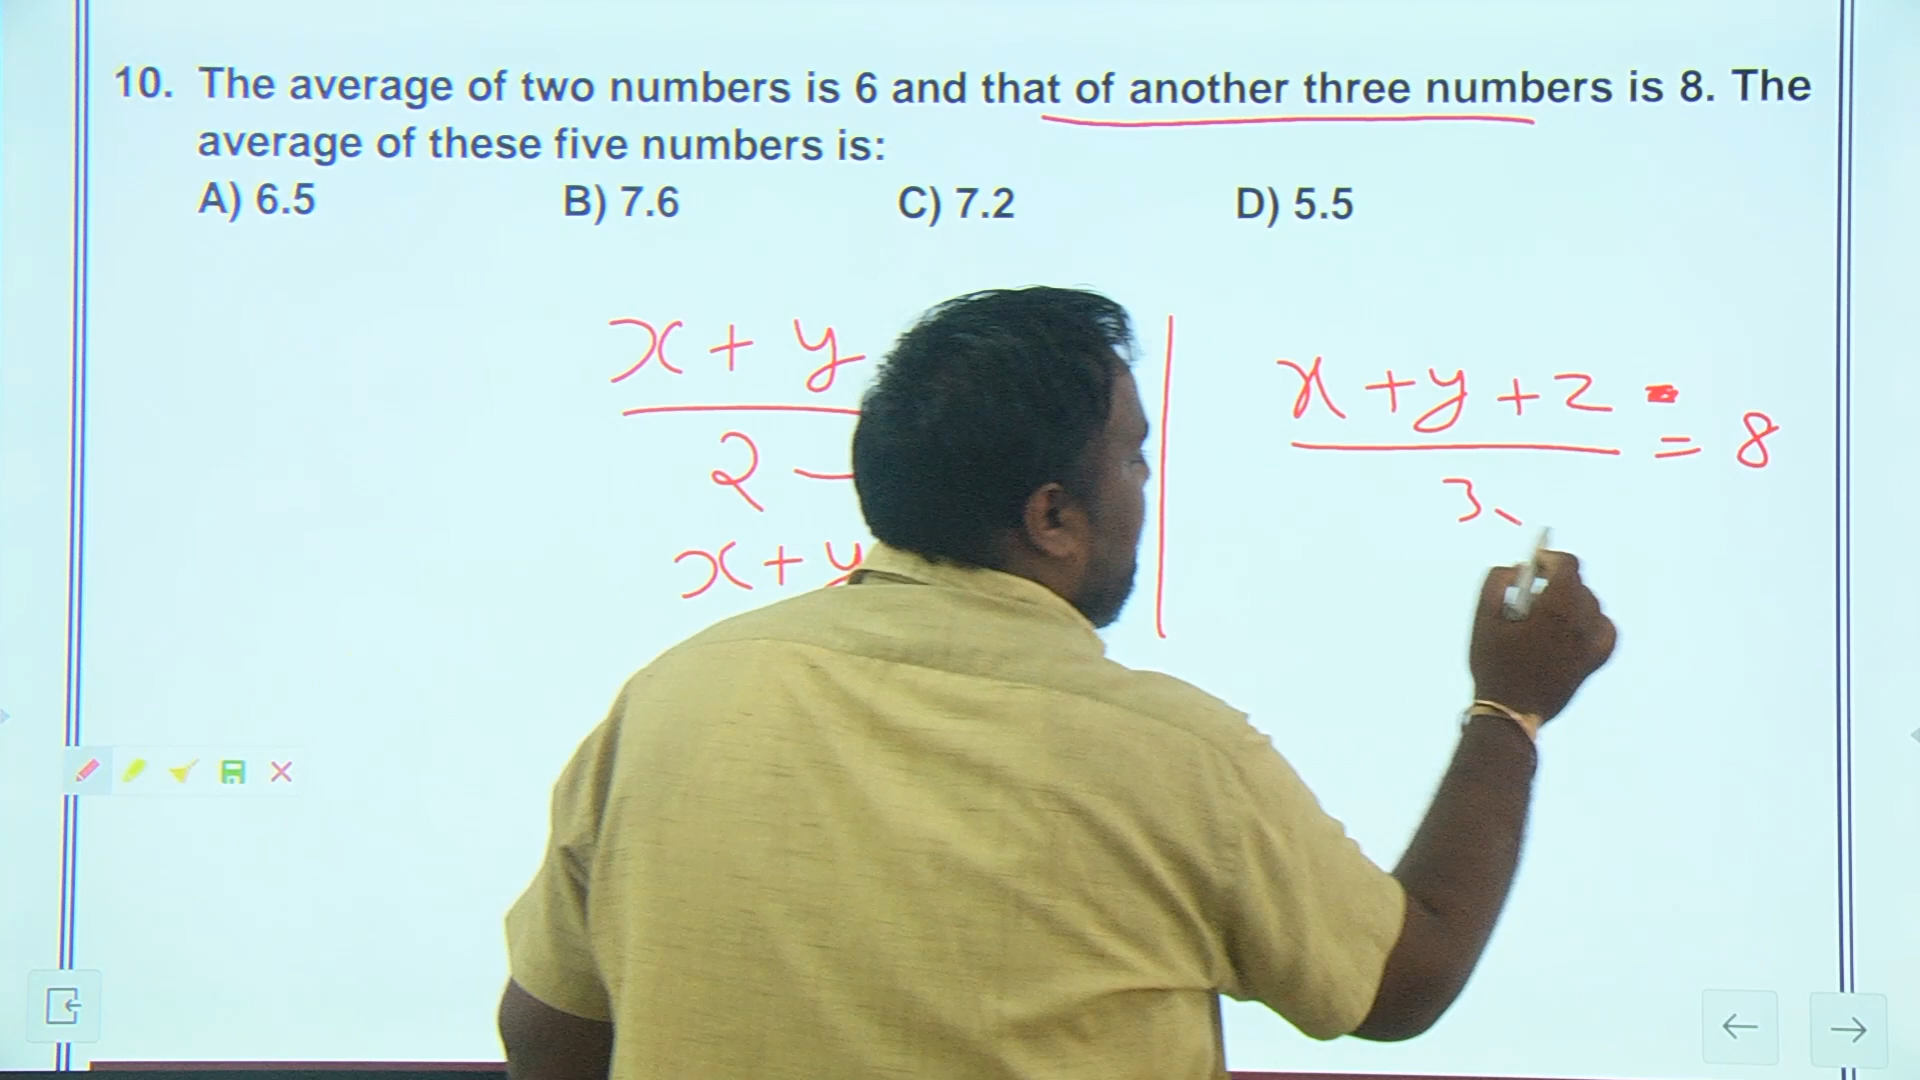 10. The average of two numbers is 6 and that of another three numbers is 8. The
average of these five numbers is:
A) 6.5 B) 7.6 C) 7.2 D) 5.5
x + y
2
x + y
x + y + z
= 8
3